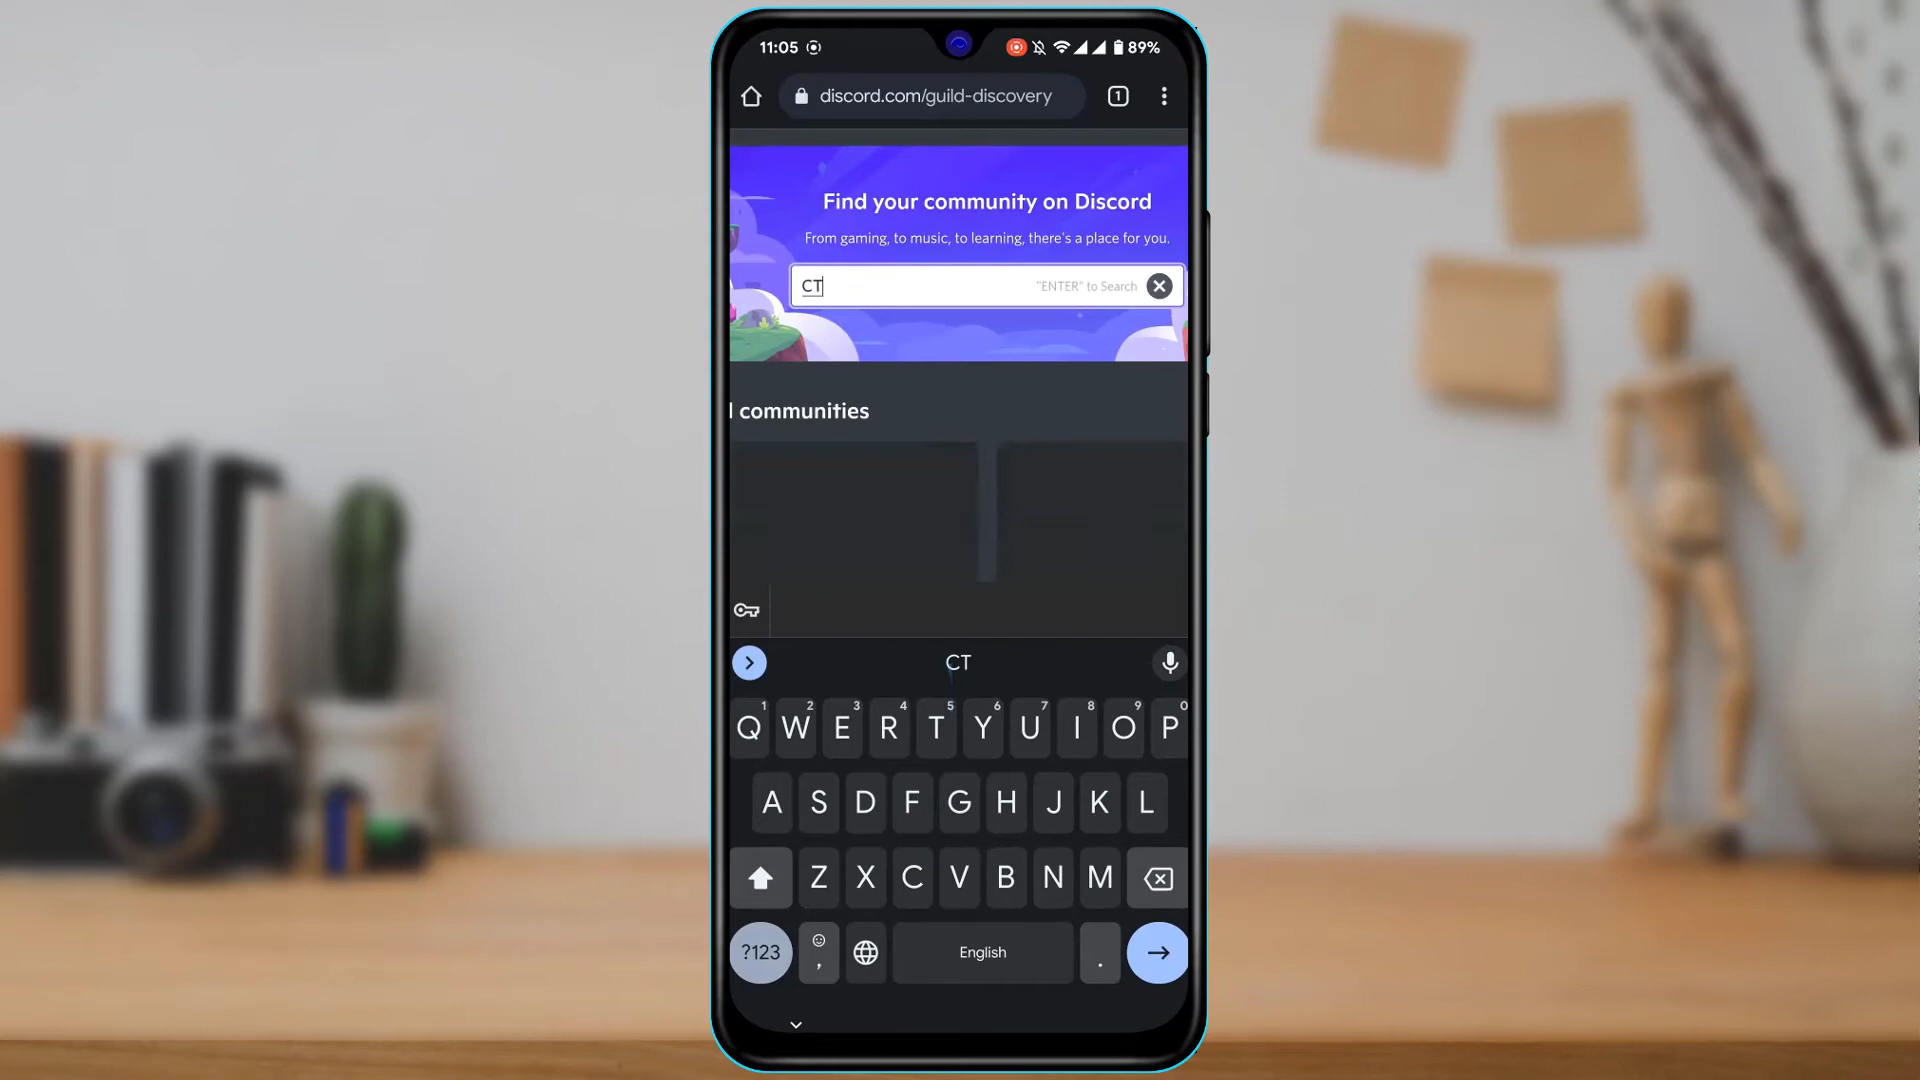 11:05
89%
discord.com/guild-discovery
1
Find your community on Discord
From gaming, to music, to learning, there's a place for you.
CT
"ENTER" to Search
communities
CT
1 2 3 4 5 6 7 8 9 0
Q W E R T Y U I O P
A S D F G H J K L
Z X C V B N M
?123
,
English
.